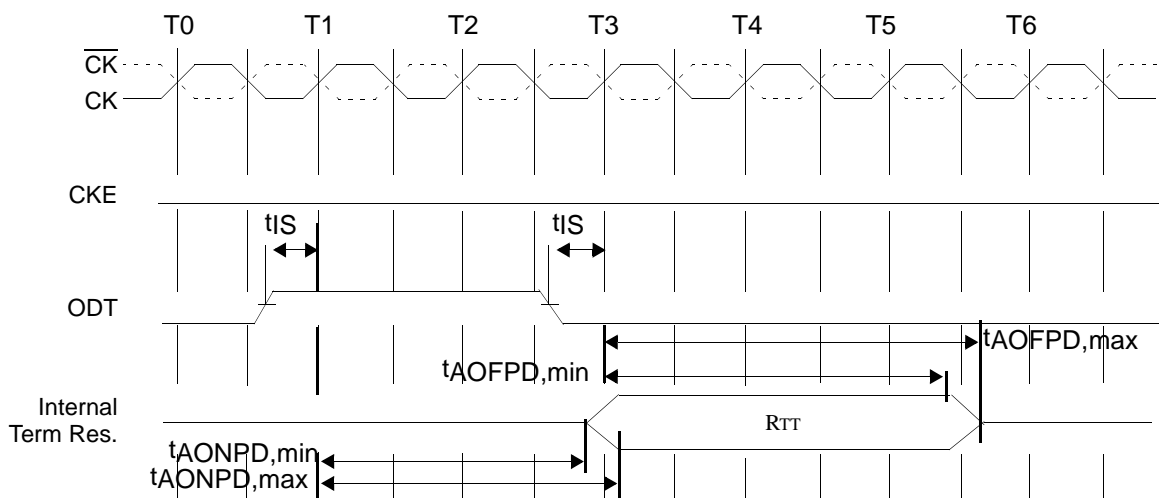 T0 T1 T2 T3 T4 T5 T6
CK
CK
CKE
tIS tIS
ODT
tAOFPD,max
tAOFPD,min
Internal
Term Res.
RTT
tAONPD,min
tAONPD,max